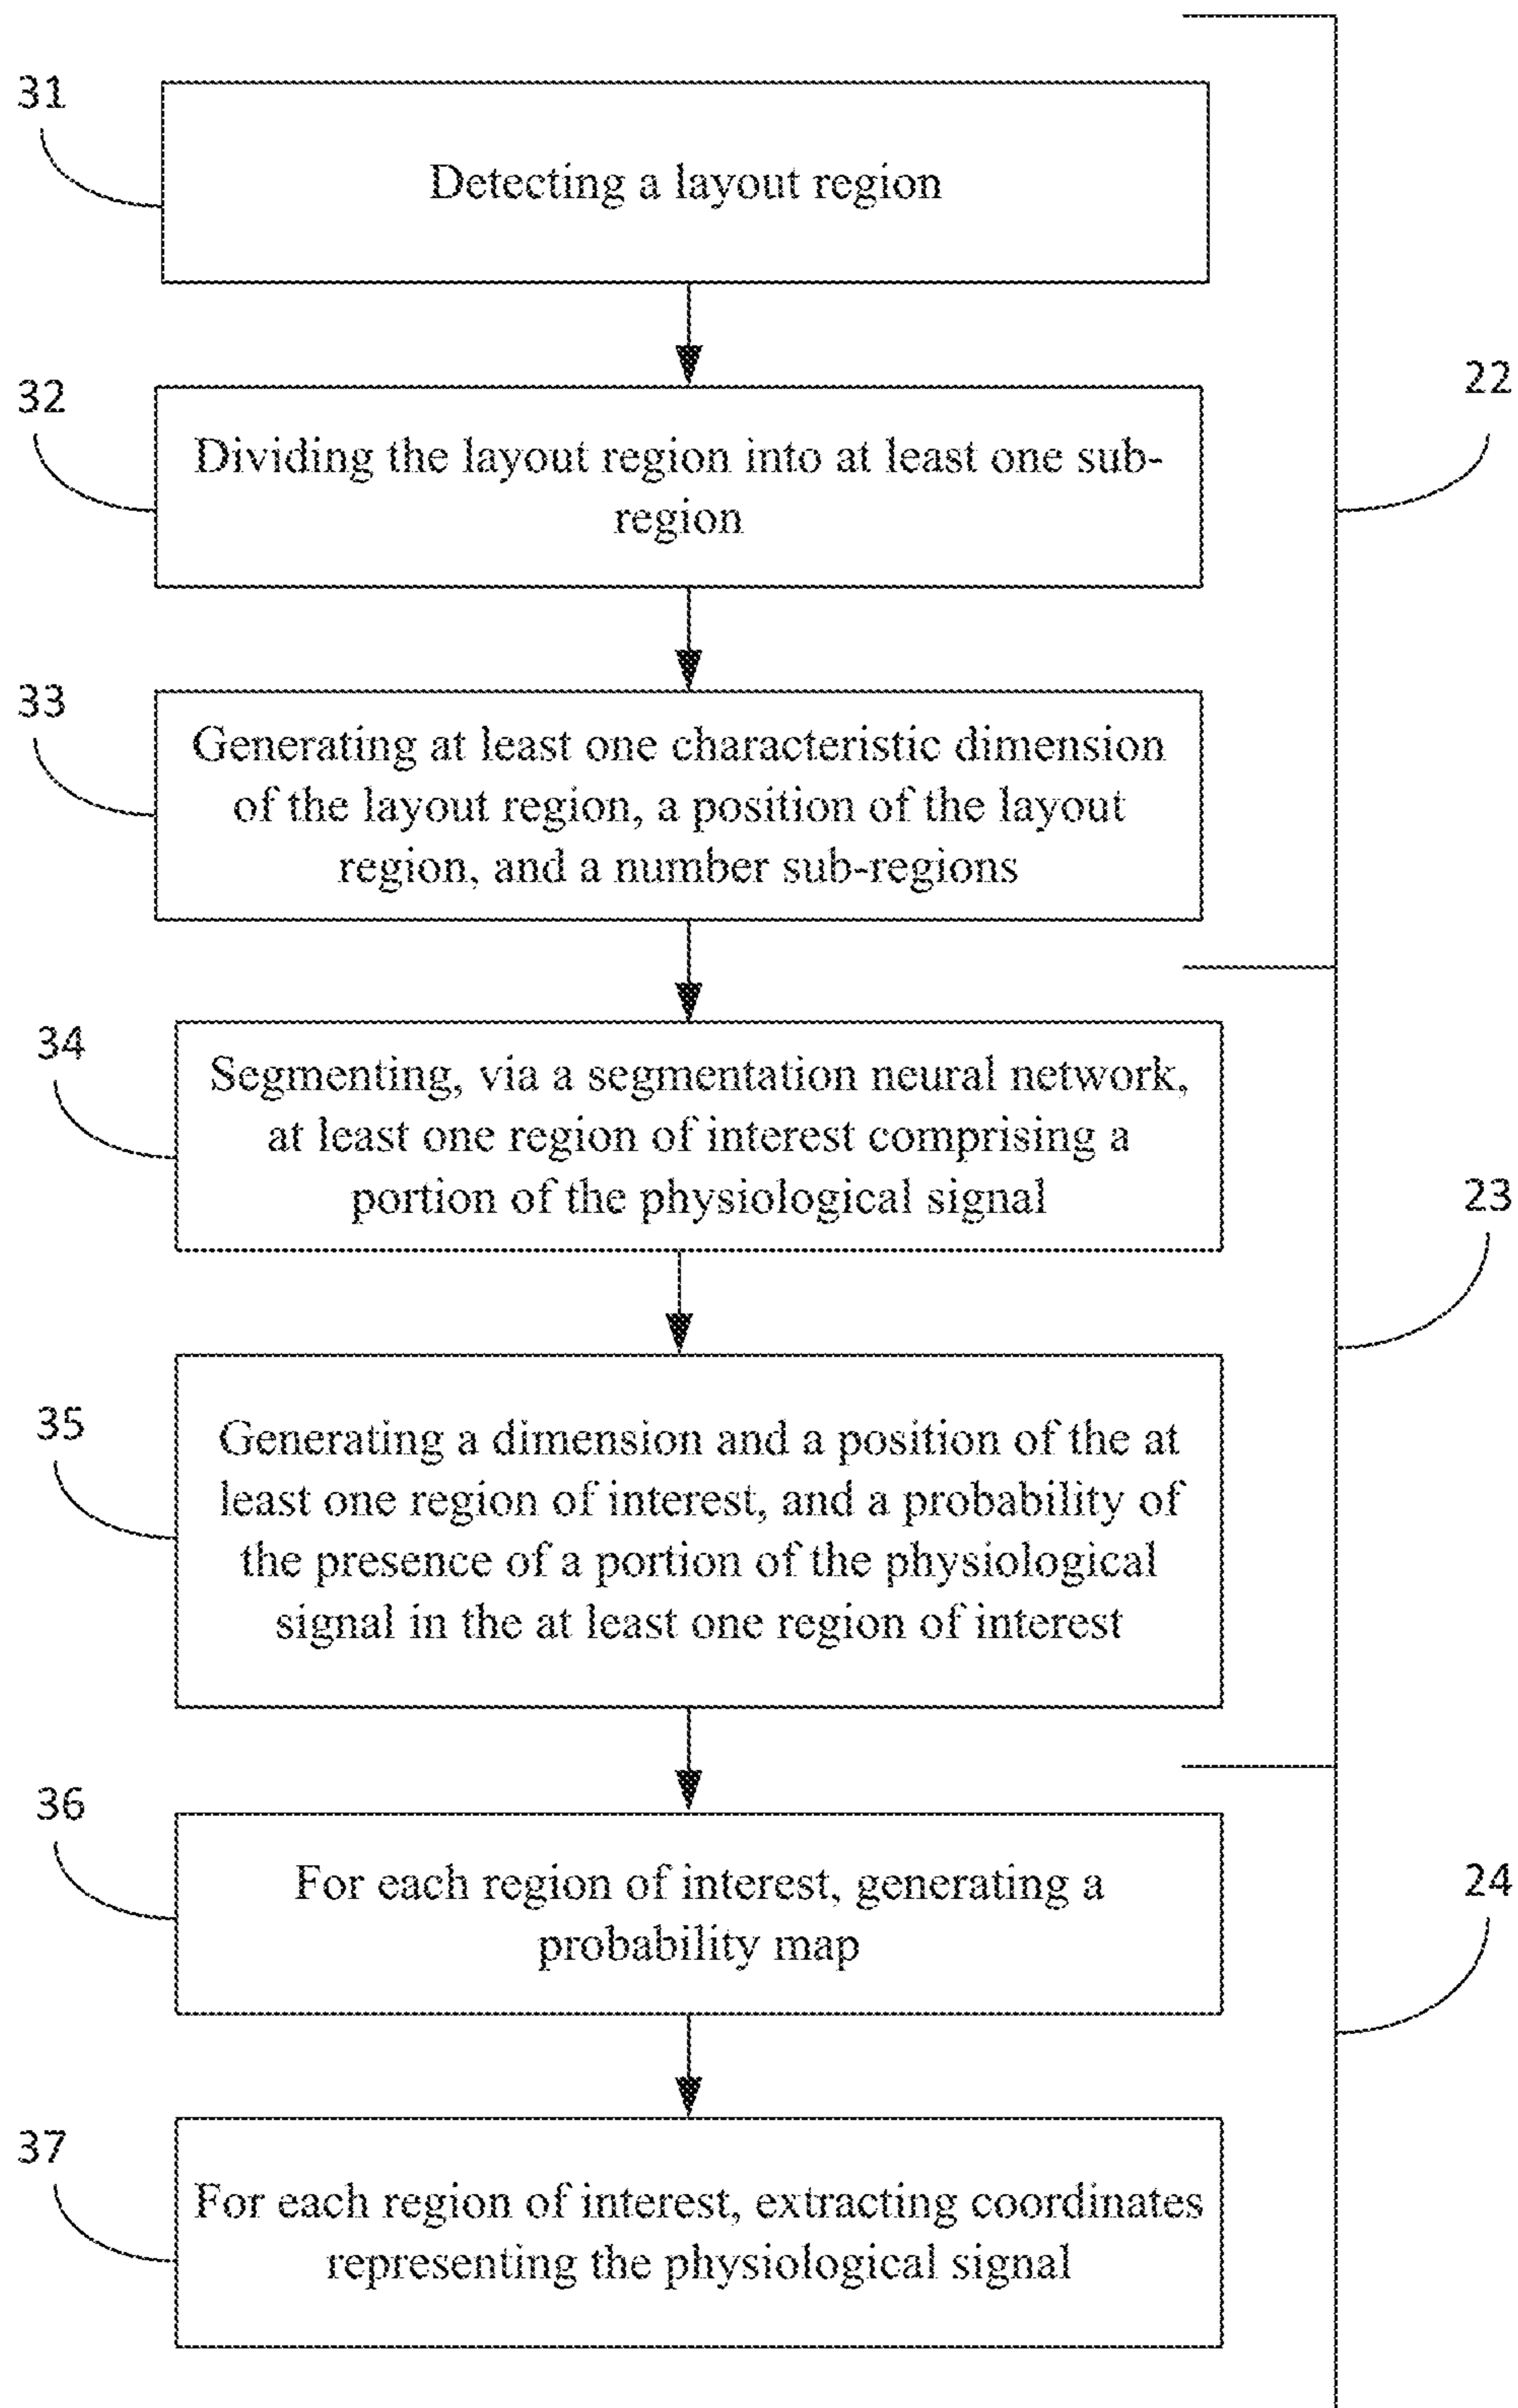 31
Detecting a layout region
32
Dividing the layout region into at least one sub-
region
22
33
Generating at least one characteristic dimension
of the layout region, a position of the layout
region, and a number sub-regions
34
Segmenting, via a segmentation neural network,
at least one region of interest comprising a
portion of the physiological signal
23
35
Generating a dimension and a position of the at
least one region of interest, and a probability of
the presence of a portion of the physiological
signal in the at least one region of interest
36
For each region of interest, generating a
probability map
24
37
For each region of interest, extracting coordinates
representing the physiological signal